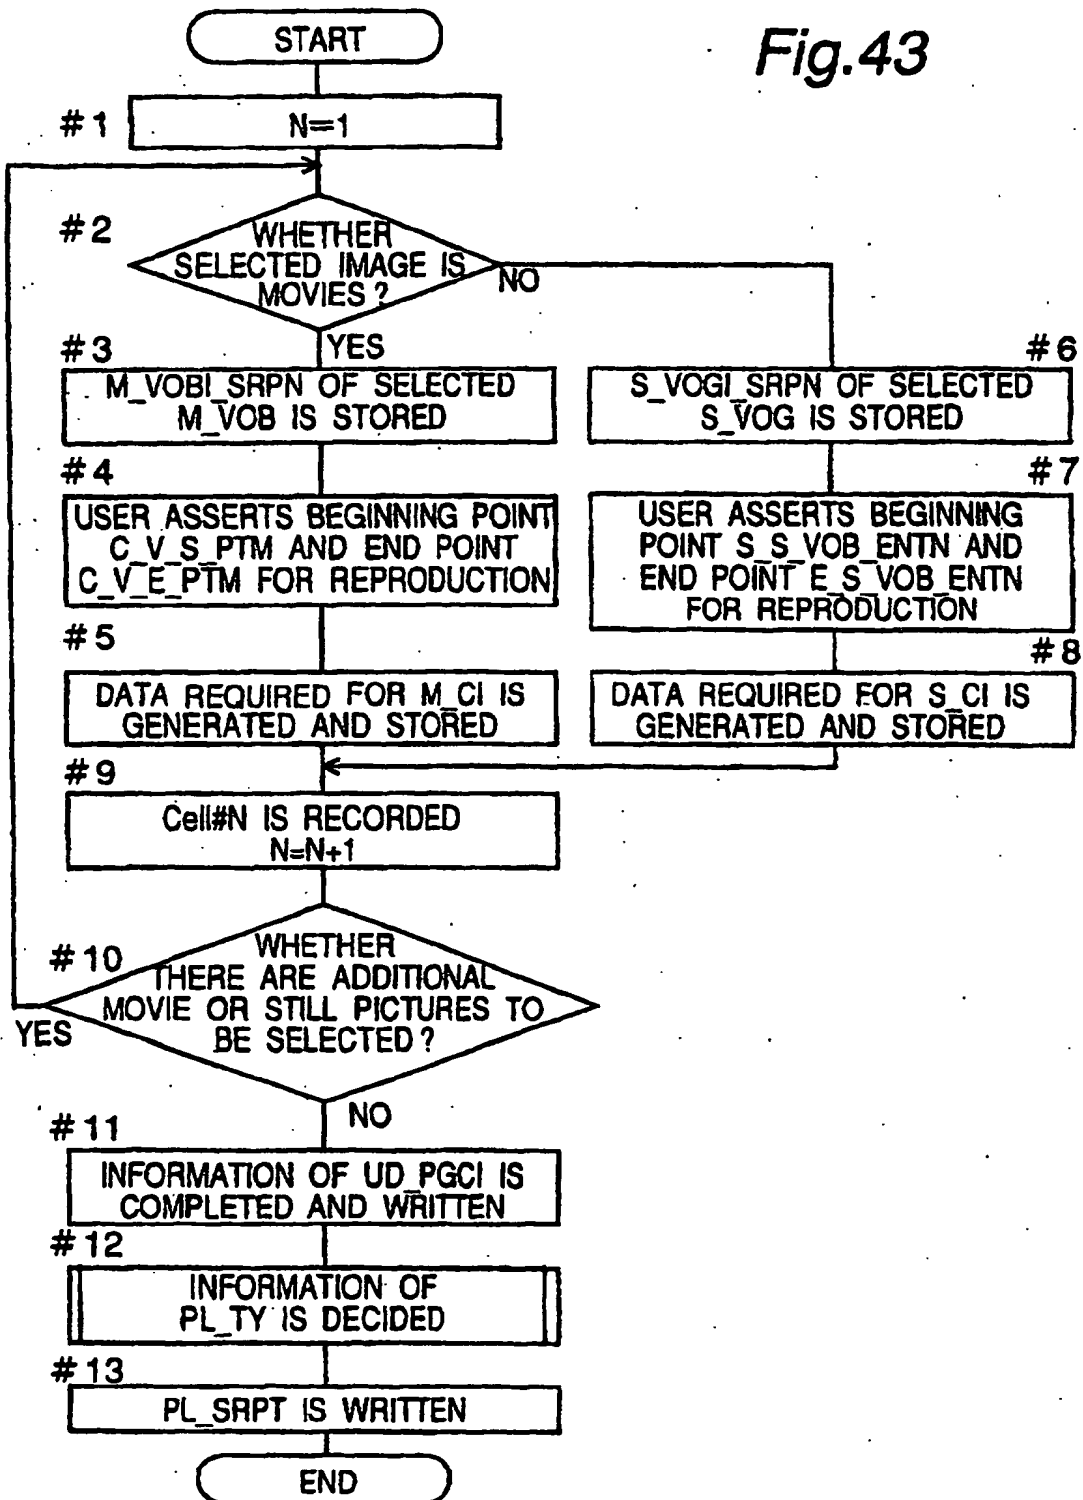 START
Fig.43
#1
N=1
#2
WHETHER
SELECTED IMAGE IS
MOVIES?
NO
YES
#3
M_VOBI_SRPN OF SELECTED
M_VOB IS STORED
#6
S_VOGI_SRPN OF SELECTED
S_VOG IS STORED
#4
USER ASSERTS BEGINNING POINT
C_V_S_PTM AND END POINT
C_V_E_PTM FOR REPRODUCTION
#7
USER ASSERTS BEGINNING
POINT S_S_VOB_ENTN AND
END POINT E_S_VOB_ENTN
FOR REPRODUCTION
#5
DATA REQUIRED FOR M_CI IS
GENERATED AND STORED
#8
DATA REQUIRED FOR S_CI IS
GENERATED AND STORED
#9
Cell#N IS RECORDED
N=N+1
#10
WHETHER
THERE ARE ADDITIONAL
MOVIE OR STILL PICTURES TO
BE SELECTED?
YES
NO
#11
INFORMATION OF UD_PGCI IS
COMPLETED AND WRITTEN
#12
INFORMATION OF
PL_TY IS DECIDED
#13
PL_SRPT IS WRITTEN
END